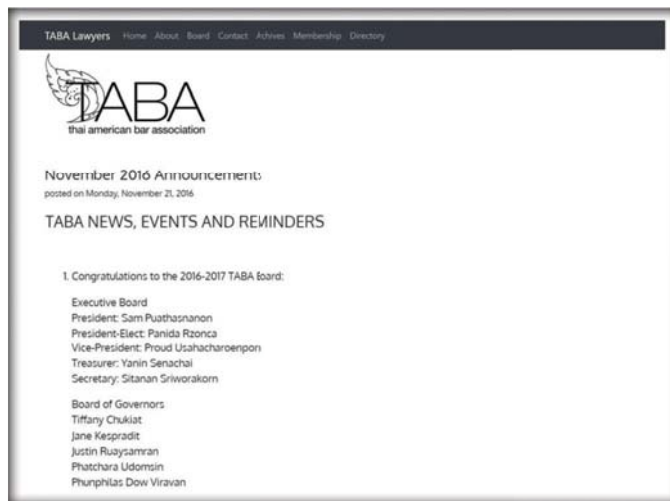 TABA Lawyers Home About Board Contact Achives Membership Directory
TABA
thai american bar association
November 2016 Announcements
posted on Monday, November 21, 2016
TABA NEWS, EVENTS AND REMINDERS
1. Congratulations to the 2016-2017 TABA Board:
Executive Board
President: Sam Puathasnanon
President-Elect: Panida Rzonca
Vice-President: Proud Usahacharoenpon
Treasurer: Yanin Senachai
Secretary: Sitanan Sriworakorn
Board of Governors
Tiffany Chukiat
Jane Kespradit
Justin Ruaysamran
Phatchara Udomsin
Phunphilas Dow Viravan